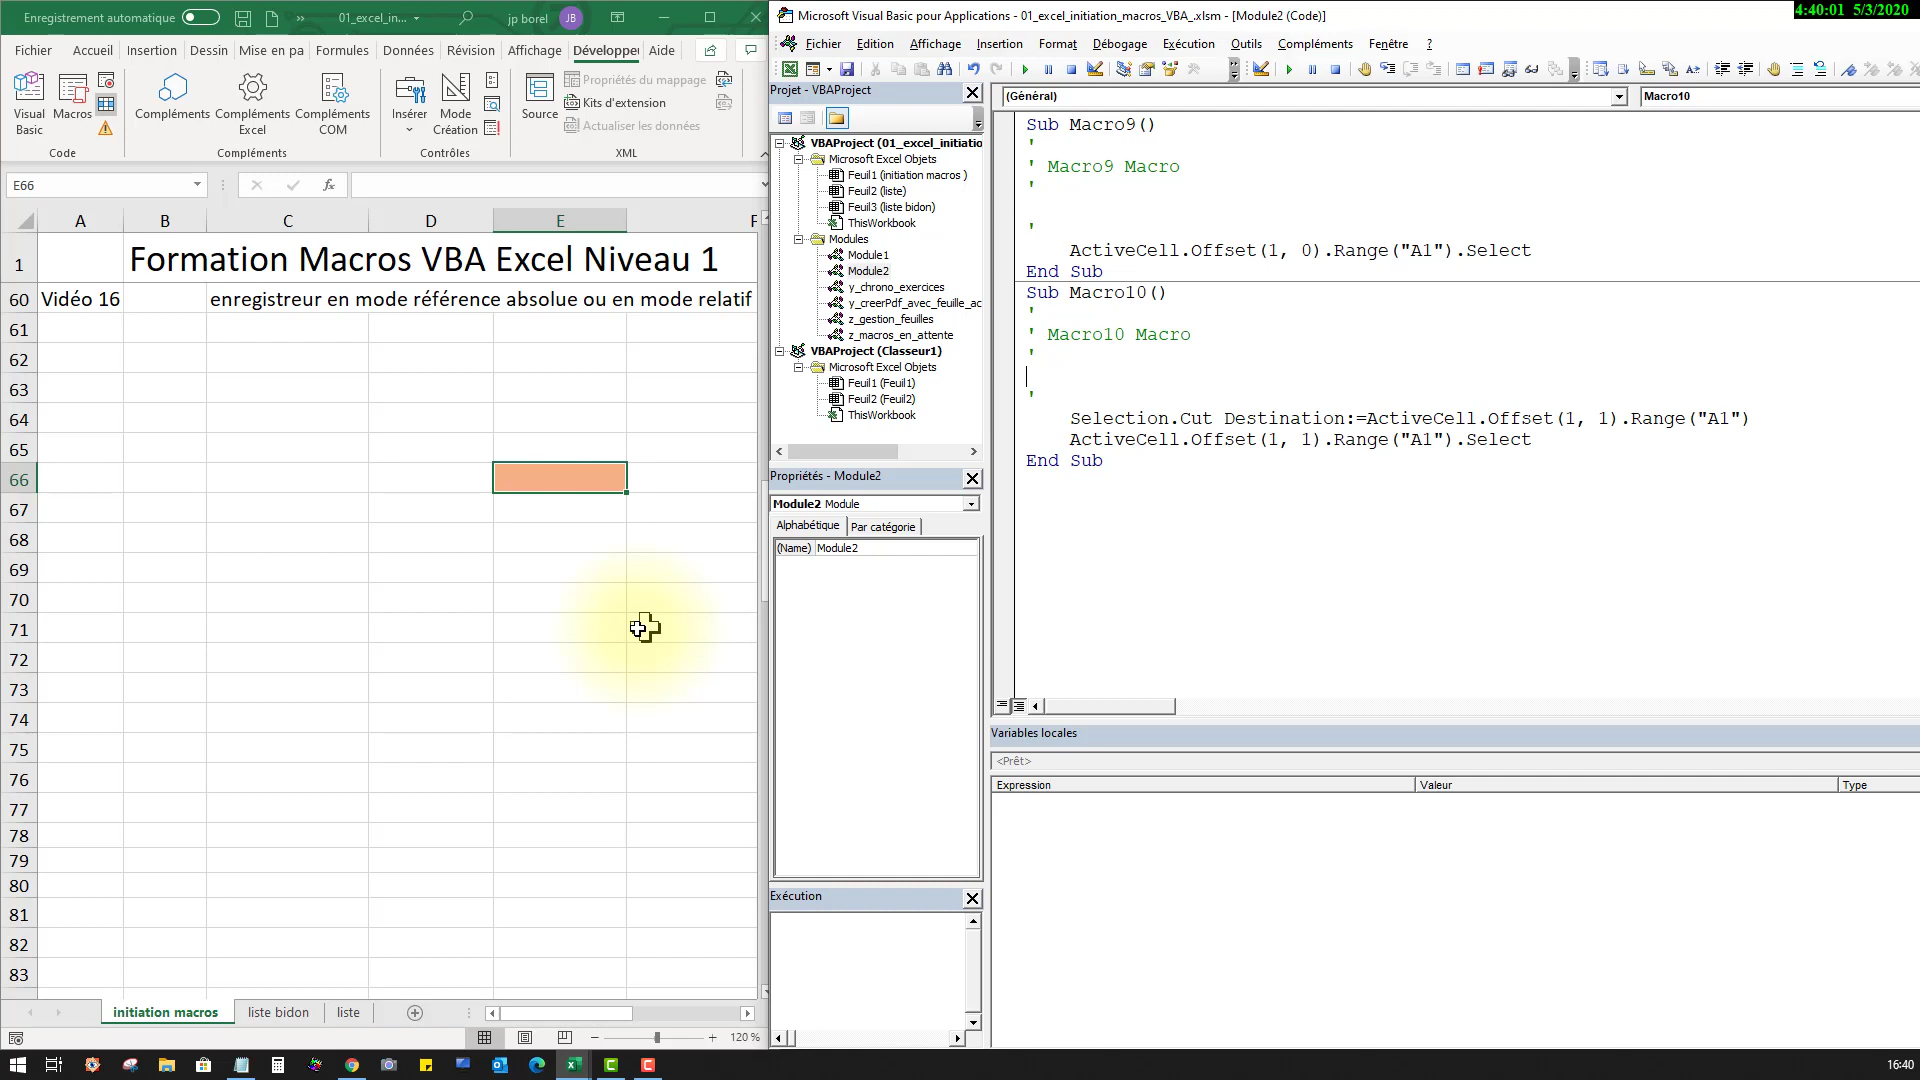 Enregistrement automatique
01_excel_in...
jp borel
JB
Fichier Accueil Insertion Dessin Mise en pa Formules Données Révision Affichage Développeur Aide
Visual Basic
Macros
Code
Compléments
Compléments Excel
Compléments COM
Compléments
Insérer
Mode Création
Contrôles
Source
Propriétés du mappage
Kits d'extension
Actualiser les données
XML
E66
fx
A B C D E F
1 Formation Macros VBA Excel Niveau 1
60 Vidéo 16 enregistreur en mode référence absolue ou en mode relatif
61
62
63
64
65
66
67
68
69
70
71
72
73
74
75
76
77
78
79
80
81
82
83
initiation macros liste bidon liste
120 %
Microsoft Visual Basic pour Applications - 01_excel_initiation_macros_VBA_.xlsm - [Module2 (Code)]
4:40:01 5/3/2020
Fichier Edition Affichage Insertion Format Débogage Exécution Outils Compléments Fenêtre ?
Projet - VBAProject
VBAProject (01_excel_initiatio
Microsoft Excel Objets
Feuil1 (initiation macros )
Feuil2 (liste)
Feuil3 (liste bidon)
ThisWorkbook
Modules
Module1
Module2
y_chrono_exercices
y_creerPdf_avec_feuille_ac
z_gestion_feuilles
z_macros_en_attente
VBAProject (Classeur1)
Microsoft Excel Objets
Feuil1 (Feuil1)
Feuil2 (Feuil2)
ThisWorkbook
Propriétés - Module2
Module2 Module
Alphabétique Par catégorie
(Name) Module2
Exécution
(Général) Macro10
Sub Macro9()
'
' Macro9 Macro
'
'
ActiveCell.Offset(1, 0).Range("A1").Select
End Sub
Sub Macro10()
'
' Macro10 Macro
'
'
Selection.Cut Destination:=ActiveCell.Offset(1, 1).Range("A1")
ActiveCell.Offset(1, 1).Range("A1").Select
End Sub
Variables locales
<Prêt>
Expression Valeur Type
16:40